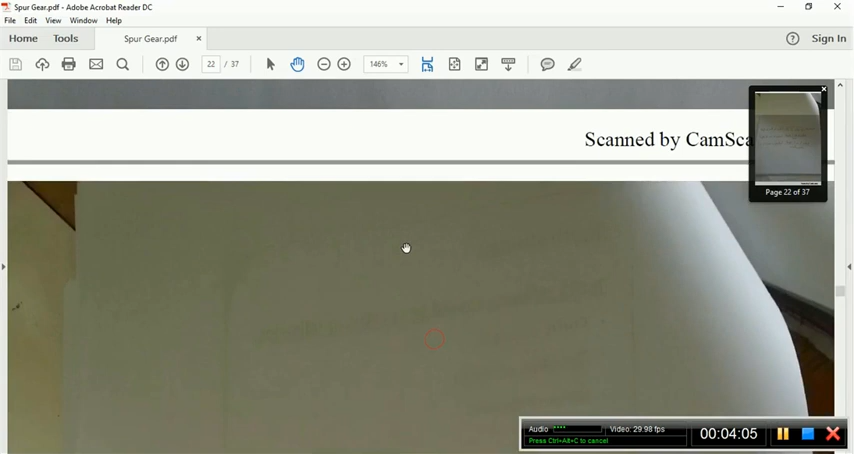 Spur Gear.pdf - Adobe Acrobat Reader DC
File Edit View Window Help
Home Tools Spur Gear.pdf × ? Sign In
22 / 37 146%
Scanned by CamSca
Page 22 of 37
Audio Video: 29.98 fps
Press Ctrl+Alt+C to cancel
00:04:05